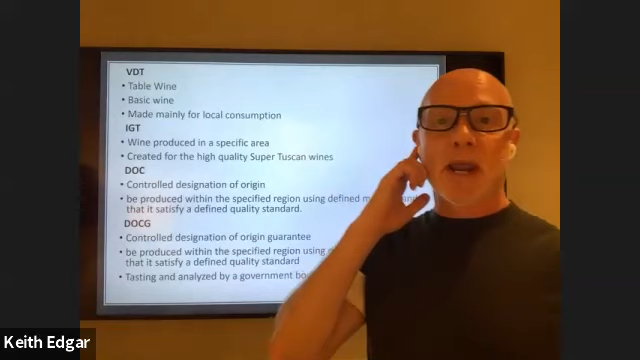 VDT
• Table Wine
• Basic wine
• Made mainly for local consumption
IGT
• Wine produced in a specific area
• Created for the high quality Super Tuscan wines
DOC
• Controlled designation of origin
• be produced within the specified region using defined
that it satisfy a defined quality standard.
DOCG
• Controlled designation of origin guarantee
• be produced within the specified region using
that it satisfy a defined quality standard
• Tasting and analyzed by a government
Keith Edgar